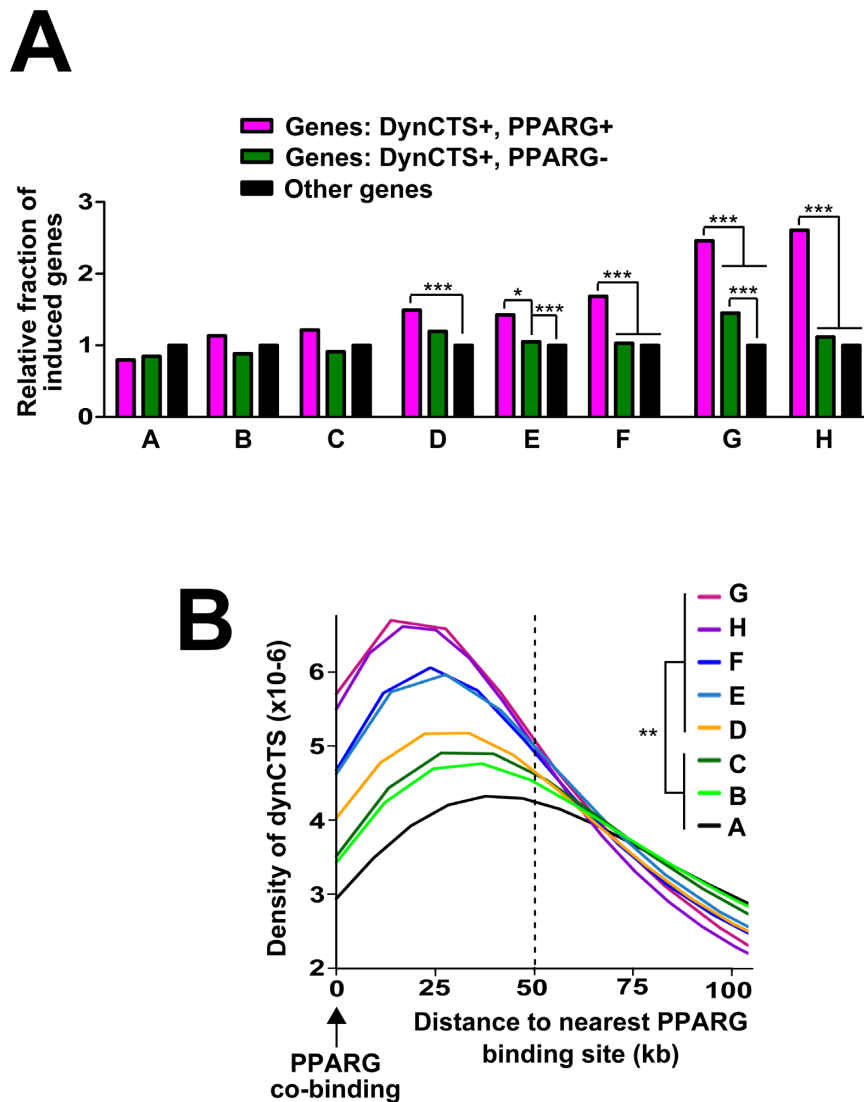 A
Genes: DynCTS+, PPARG+
Genes: DynCTS+, PPARG-
Other genes
Relative fraction of
induced genes
3
2
1
0
***
*
***
***
***
***
***
A B C D E F G H
B
Density of dynCTS (x10-6)
6
5
4
3
2
G
H
F
E
D
C
B
A
**
0 25 50 75 100
Distance to nearest PPARG
binding site (kb)
PPARG
co-binding